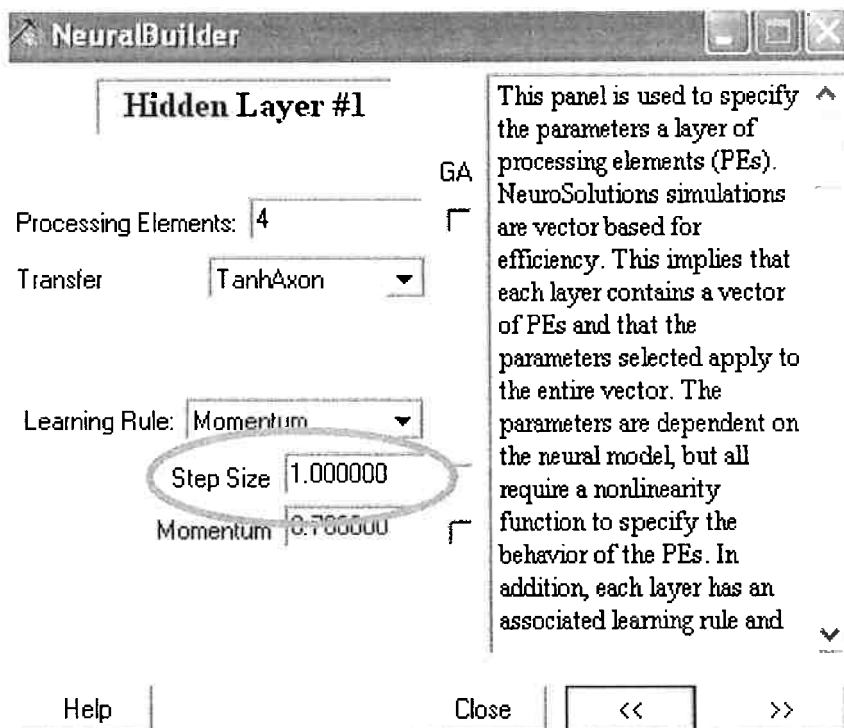 NeuralBuilder
Hidden Layer #1
GA
Processing Elements: 4
Transfer TanhAxon
Learning Rule: Momentum
Step Size 1.000000
Momentum 0.700000
This panel is used to specify
the parameters a layer of
processing elements (PEs).
NeuroSolutions simulations
are vector based for
efficiency. This implies that
each layer contains a vector
of PEs and that the
parameters selected apply to
the entire vector. The
parameters are dependent on
the neural model, but all
require a nonlinearity
function to specify the
behavior of the PEs. In
addition, each layer has an
associated learning rule and
Help Close << >>